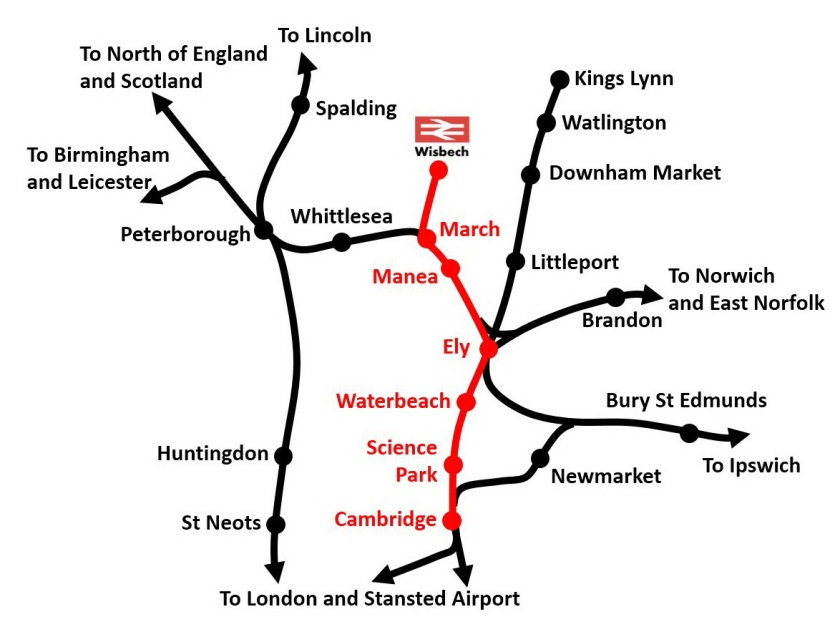 To Lincoln
To North of England
and Scotland
Kings Lynn
Spalding
Watlington
Wisbech
To Birmingham
and Leicester
Downham Market
Whittlesea
Peterborough
March
Littleport
Manea
To Norwich
and East Norfolk
Brandon
Ely
Waterbeach
Bury St Edmunds
Science
Park
Huntingdon
To Ipswich
Newmarket
St Neots
Cambridge
To London and Stansted Airport